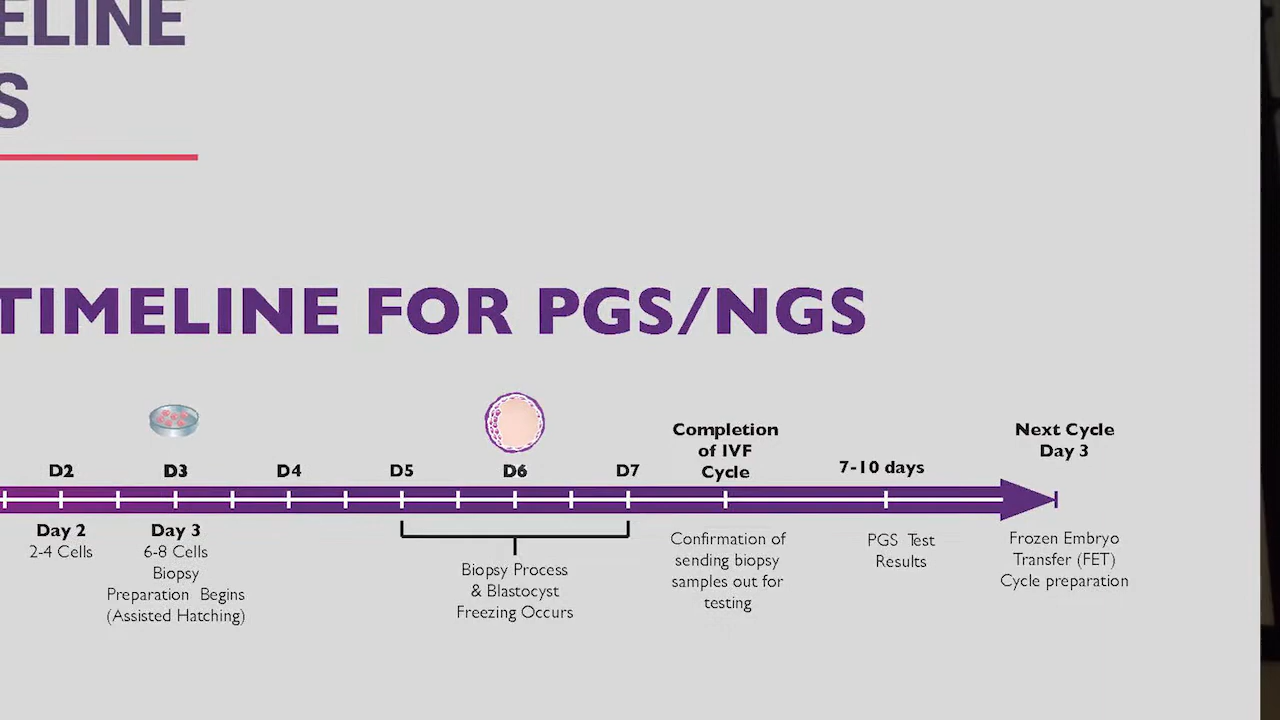 ELINE
S
TIMELINE FOR PGS/NGS
D2
D3
D4
D5
D6
D7
Completion
of IVF
Cycle
7-10 days
Next Cycle
Day 3
Day 2
2-4 Cells
Day 3
6-8 Cells
Biopsy
Preparation Begins
(Assisted Hatching)
Biopsy Process
& Blastocyst
Freezing Occurs
Confirmation of
sending biopsy
samples out for
testing
PGS Test
Results
Frozen Embryo
Transfer (FET)
Cycle preparation